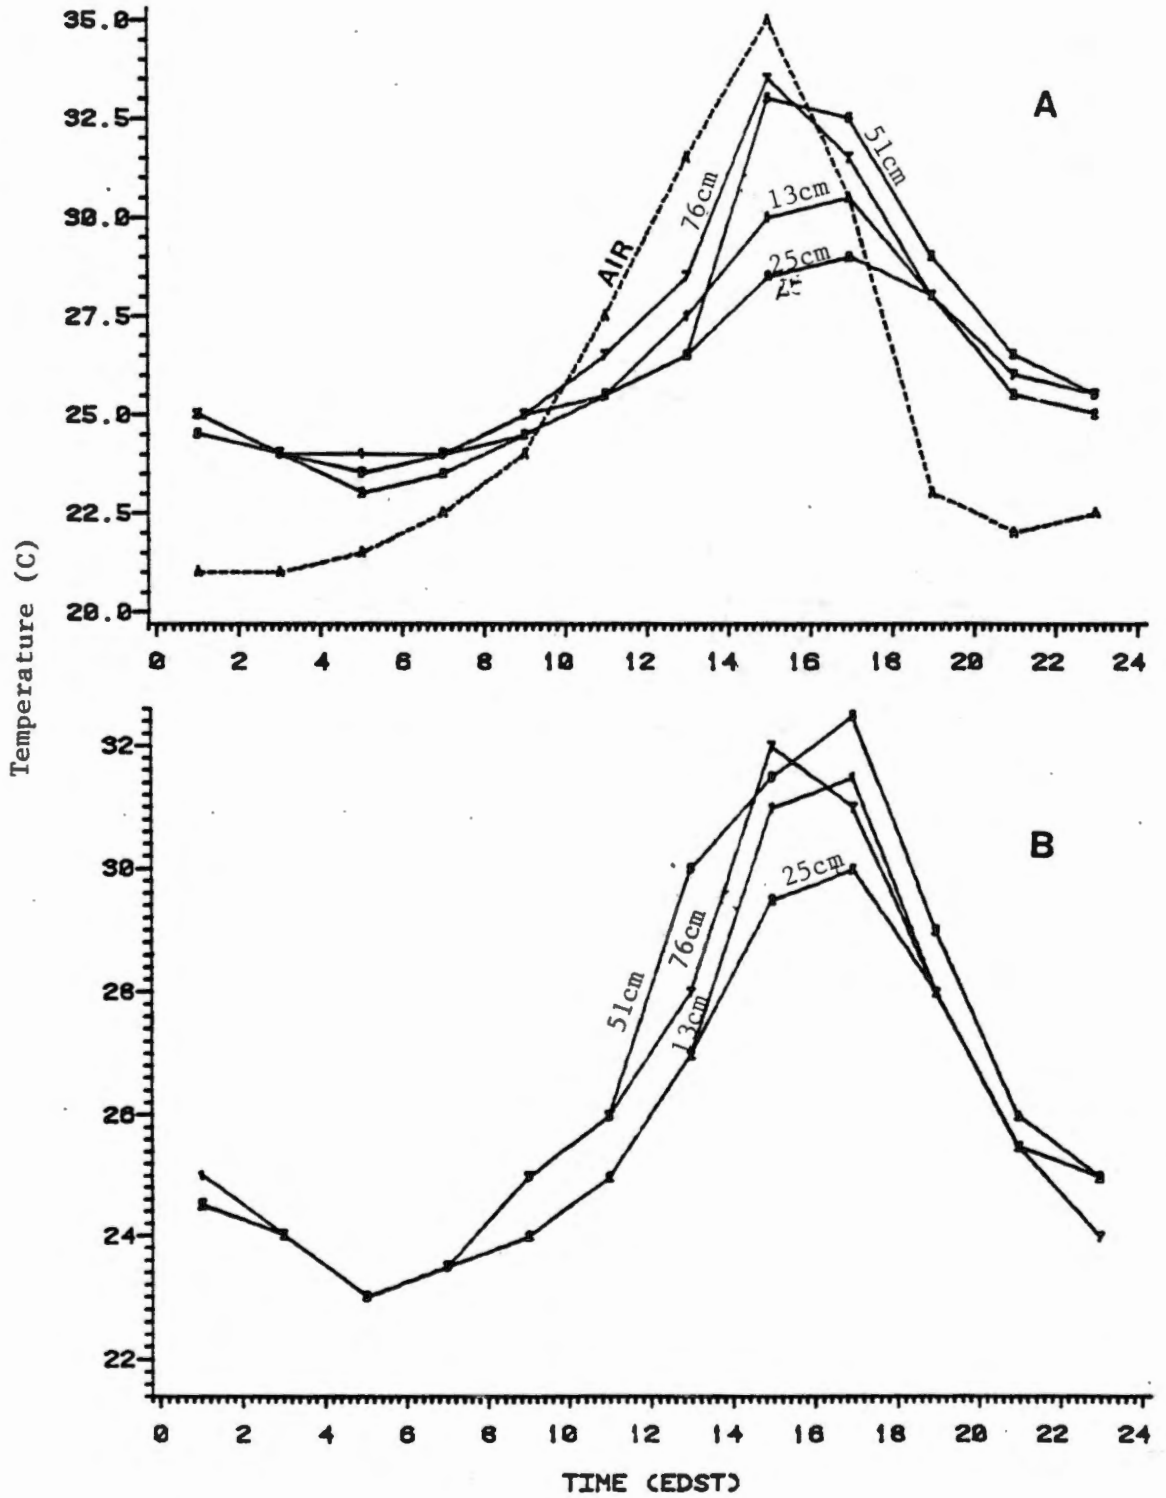 35.0
A
32.5
51cm
76cm
13cm
30.0
AIR
25cm
27.5
25.0
22.5
20.0
0 2 4 6 8 10 12 14 16 18 20 22 24
Temperature (C)
32
B
30
25cm
76cm
51cm
28
13cm
26
24
22
0 2 4 6 8 10 12 14 16 18 20 22 24
TIME (EDST)